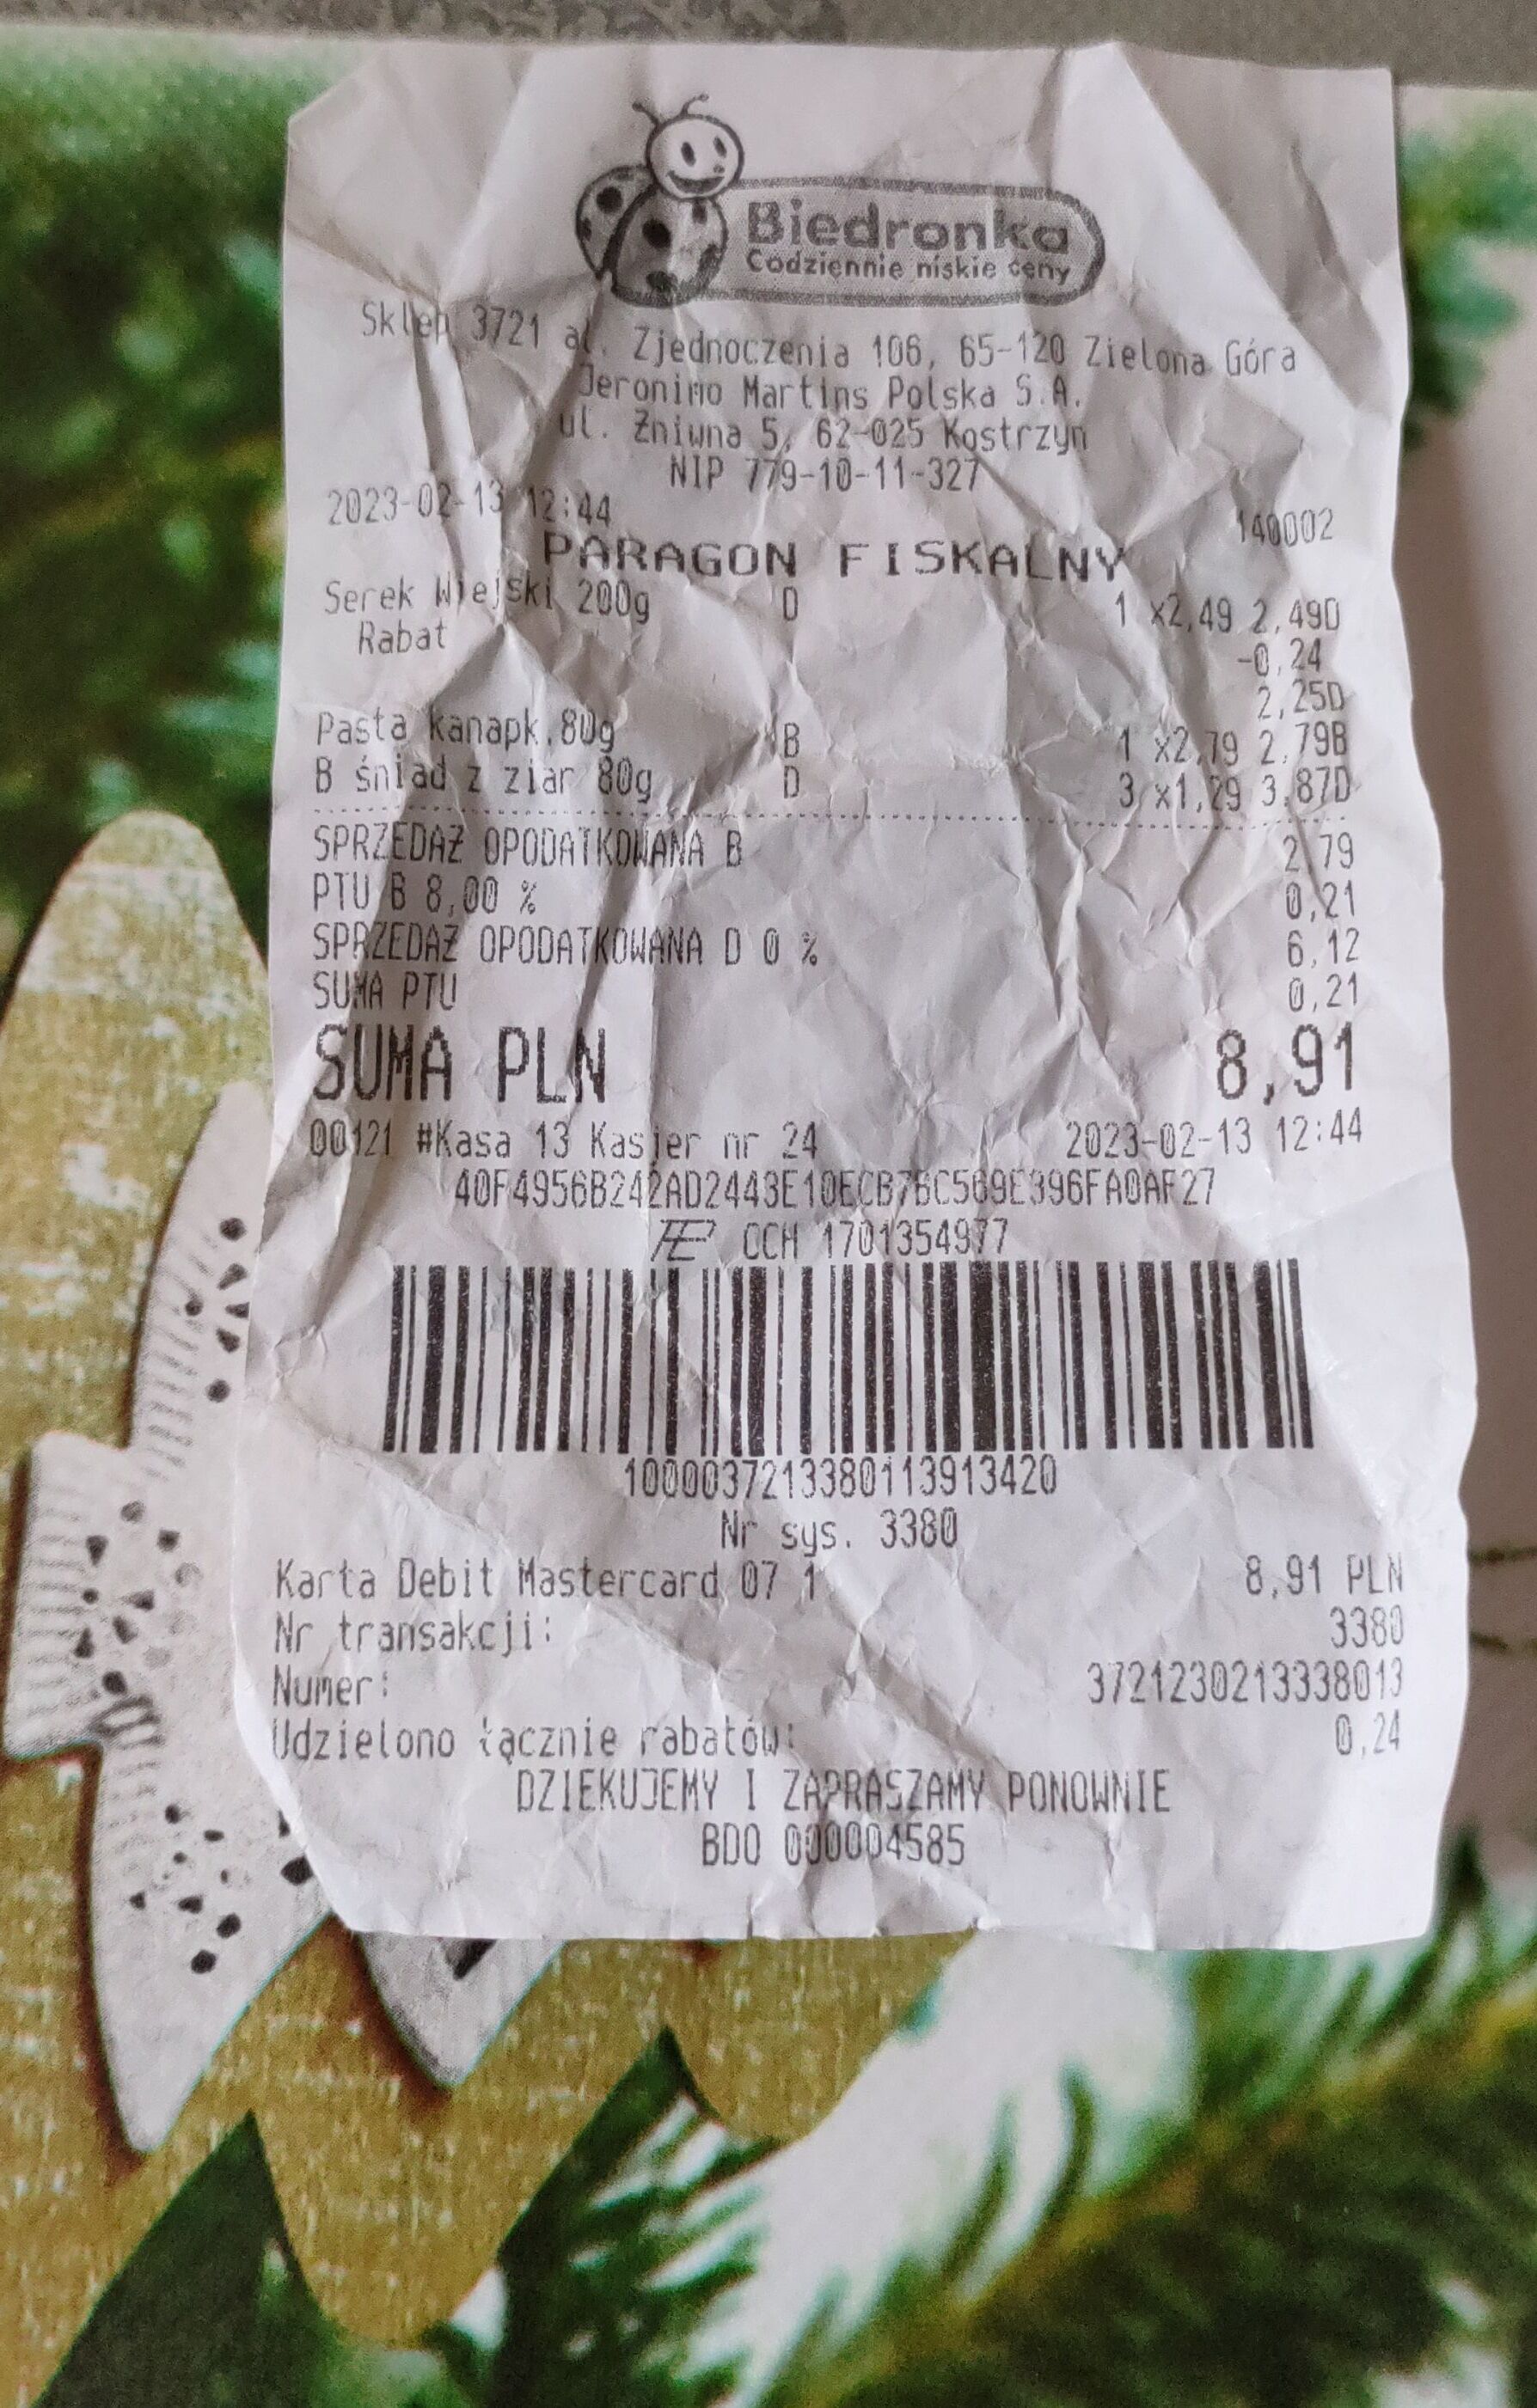 Biedronka
Codziennie niskie ceny
Sklep 3721 al. Zjednoczenia 106, 65-120 Zielona Góra
Jeronimo Martins Polska S.A.
ul. Żniwna 5, 62-025 Kostrzyn
NIP 779-10-11-327
2023-02-13 12:44 140002
PARAGON FISKALNY
Serek Wiejski 200g D 1 x2,49 2,49D
Rabat -0,24
2,25D
Pasta kanapk.80g B 1 x2,79 2,79B
B śniad z ziar 80g D 3 x1,29 3,87D
SPRZEDAŻ OPODATKOWANA B 2,79
PTU B 8,00 % 0,21
SPRZEDAŻ OPODATKOWANA D 0 % 6,12
SUMA PTU 0,21
SUMA PLN 8,91
00121 #Kasa 13 Kasjer nr 24 2023-02-13 12:44
40F4956B242AD2443E10ECB7BC569E396FA0AF27
CCH 1701354977
1000037213380113913420
Nr sys. 3380
Karta Debit Mastercard 07 1 8,91 PLN
Nr transakcji: 3380
Numer: 3721230213338013
Udzielono łącznie rabatów: 0,24
DZIEKUJEMY I ZAPRASZAMY PONOWNIE
BDO 000004585